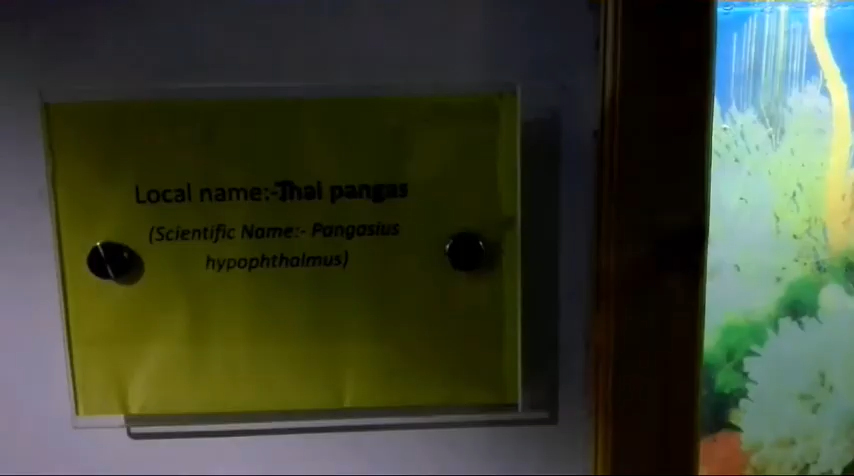 Local name:-Thai pangas
(Scientific Name:- Pangasius
hypophthalmus)